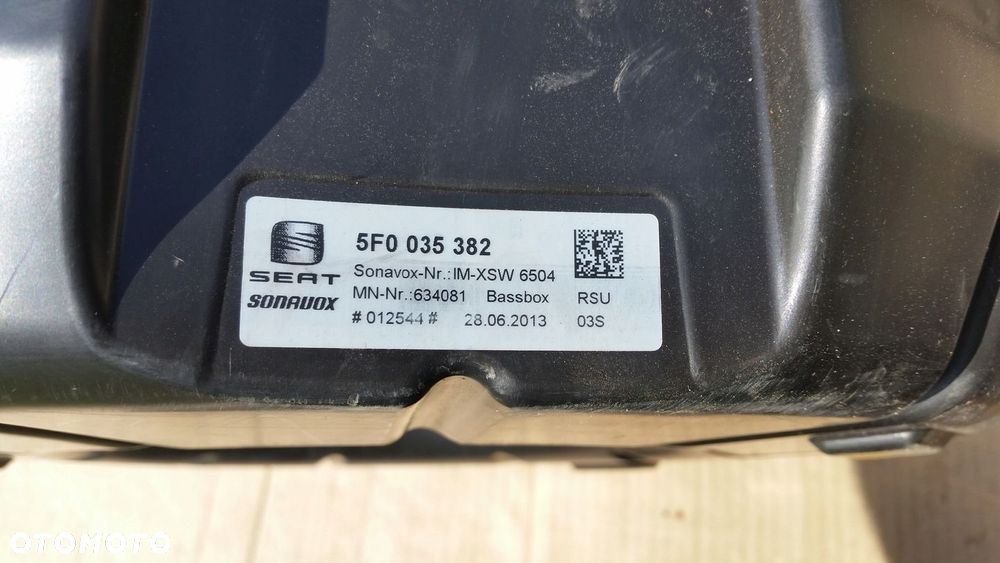 5F0 035 382
SEAT
Sonavox-Nr.:IM-XSW 6504
SONAVOX
MN-Nr.:634081 Bassbox RSU
# 012544 # 28.06.2013 03S
OTOMOTO